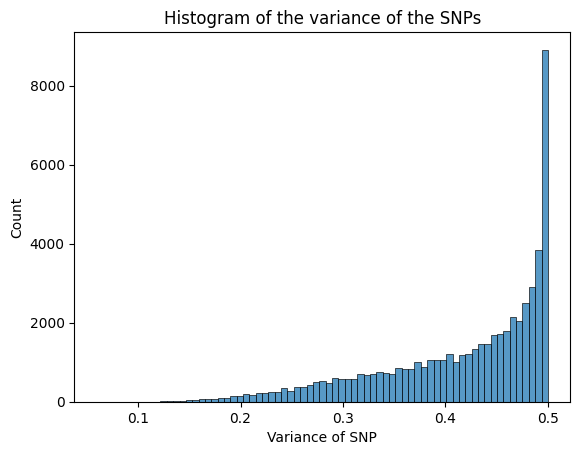 Histogram of the variance of the SNPs
8000
6000
4000
2000
0
Count
0.1 0.2 0.3 0.4 0.5
Variance of SNP